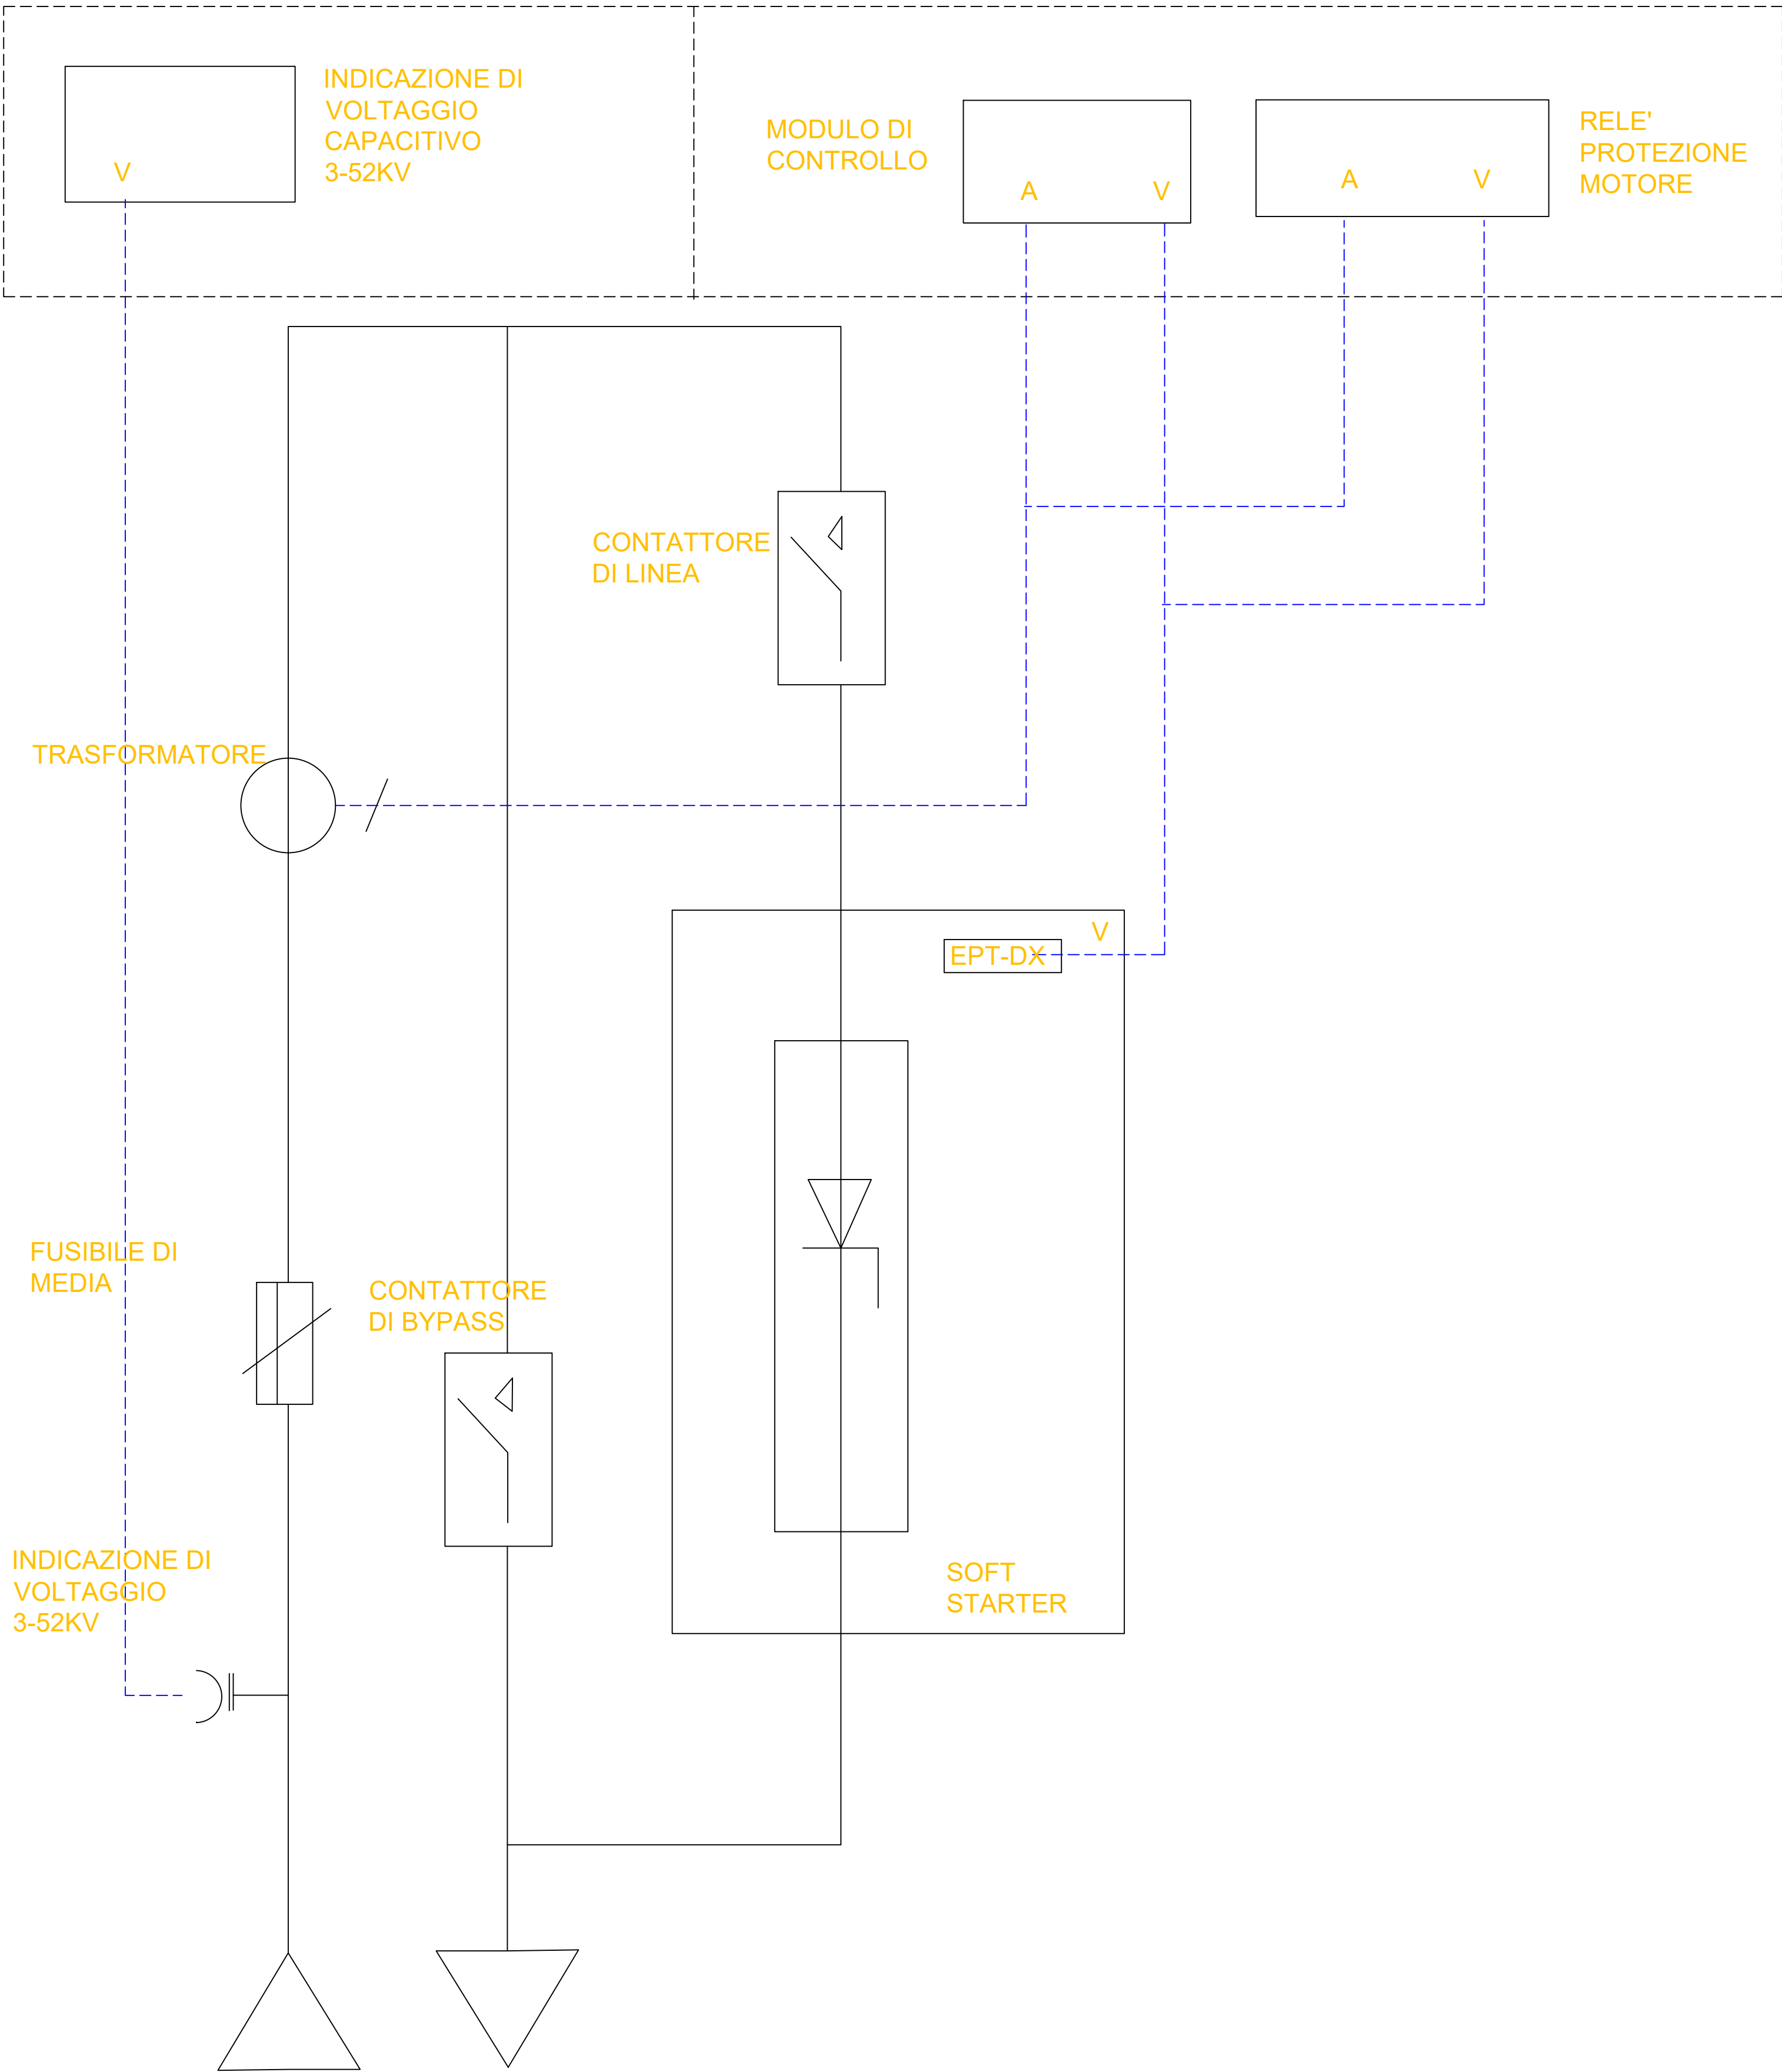 INDICAZIONE DI
VOLTAGGIO
CAPACITIVO
3-52KV
V
MODULO DI
CONTROLLO
A V
A V
RELE'
PROTEZIONE
MOTORE
CONTATTORE
DI LINEA
TRASFORMATORE
V
EPT-DX
FUSIBILE DI
MEDIA
CONTATTORE
DI BYPASS
INDICAZIONE DI
VOLTAGGIO
3-52KV
SOFT
STARTER